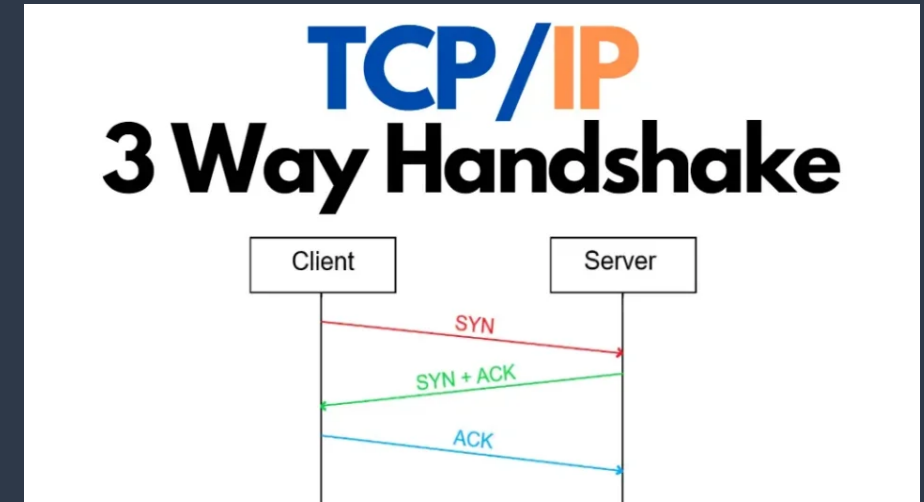 TCP/IP
3 Way Handshake
Client
Server
SYN
SYN + ACK
ACK